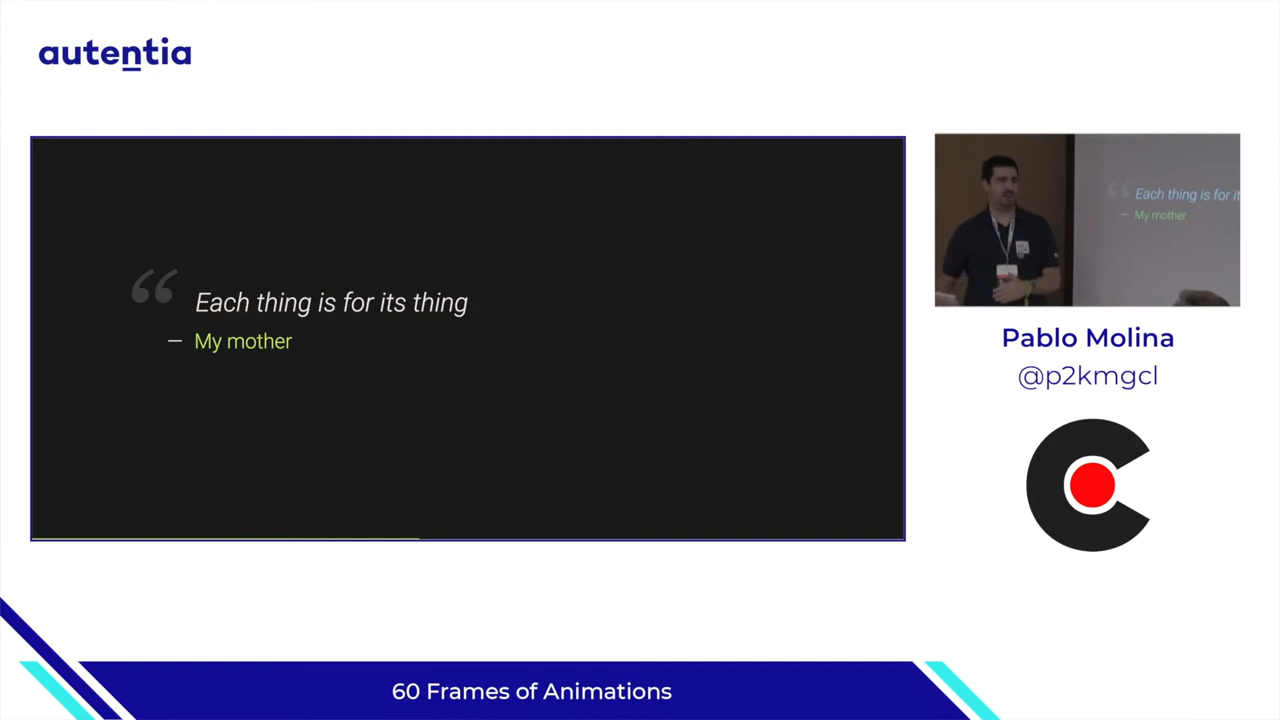 autentia
“ Each thing is for its thing
– My mother
“ Each thing is for it
– My mother
Pablo Molina
@p2kmgcl
60 Frames of Animations